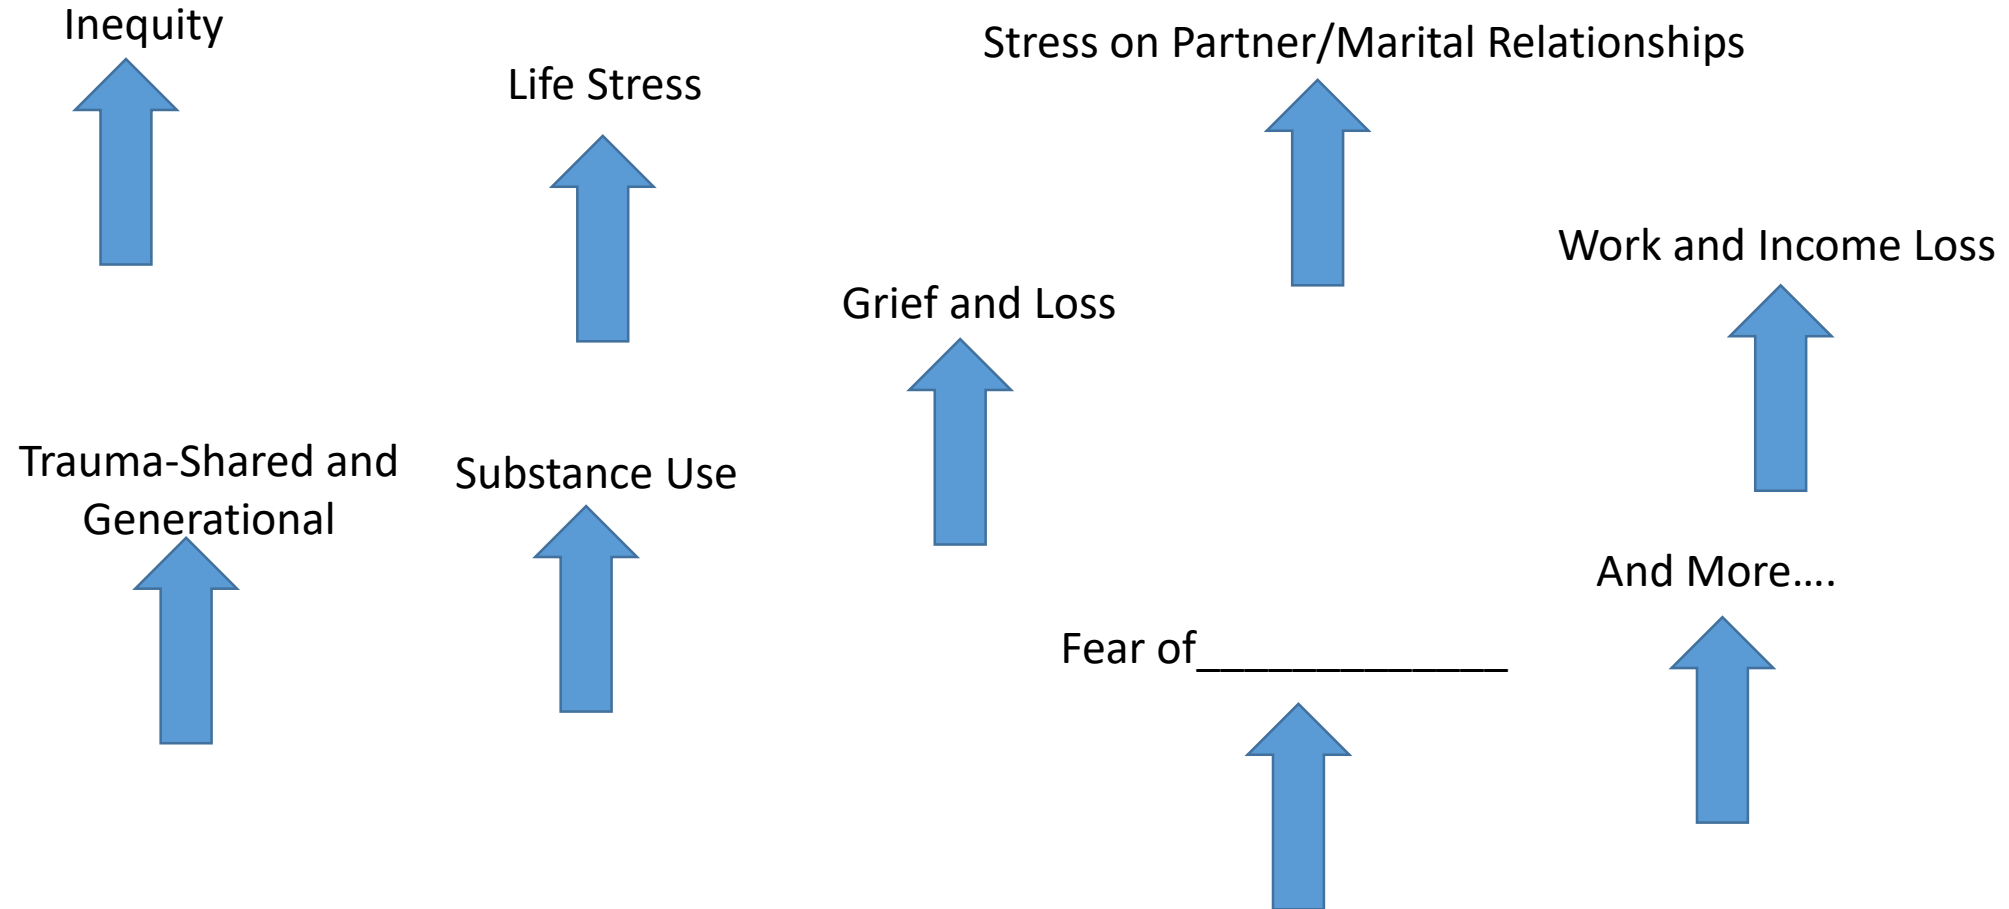 Inequity
Stress on Partner/Marital Relationships
Life Stress
Work and Income Loss
Grief and Loss
Trauma-Shared and
Generational
Substance Use
And More....
Fear of_____________